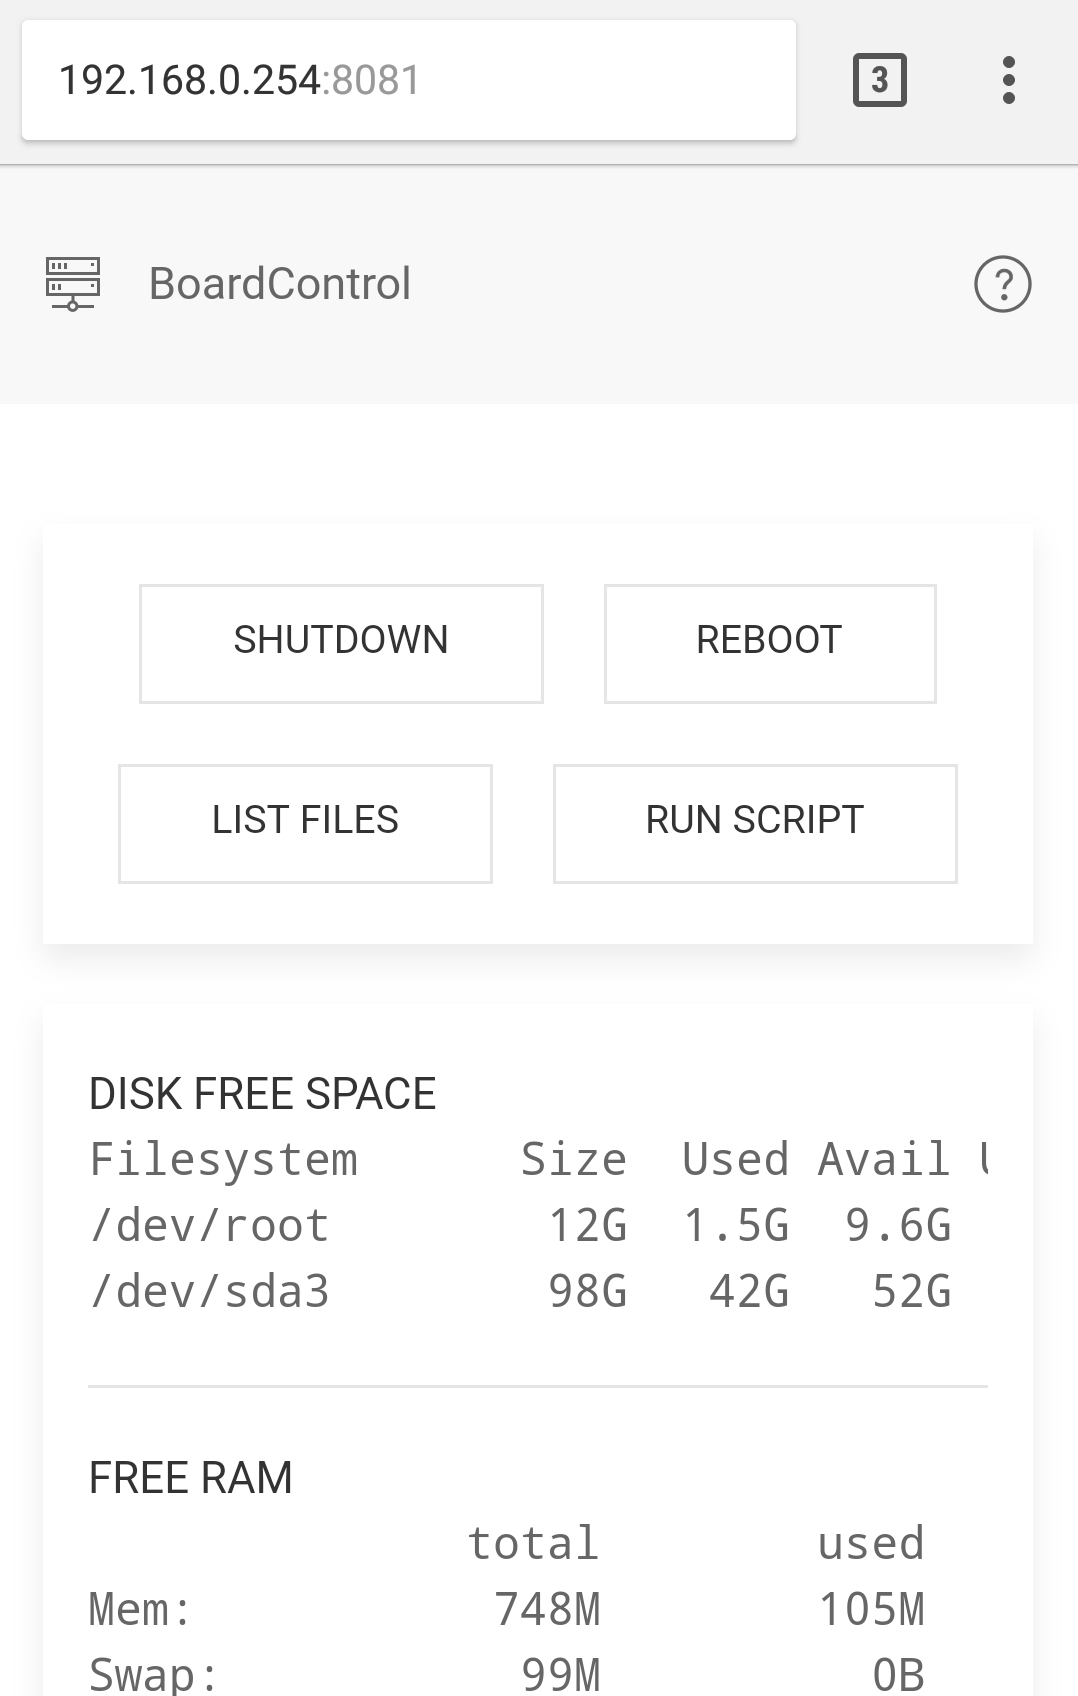 192.168.0.254:8081 3
BoardControl ?
SHUTDOWN REBOOT
LIST FILES RUN SCRIPT
DISK FREE SPACE
Filesystem Size Used Avail
/dev/root 12G 1.5G 9.6G
/dev/sda3 98G 42G 52G
FREE RAM
total used
Mem: 748M 105M
Swap: 99M 0B